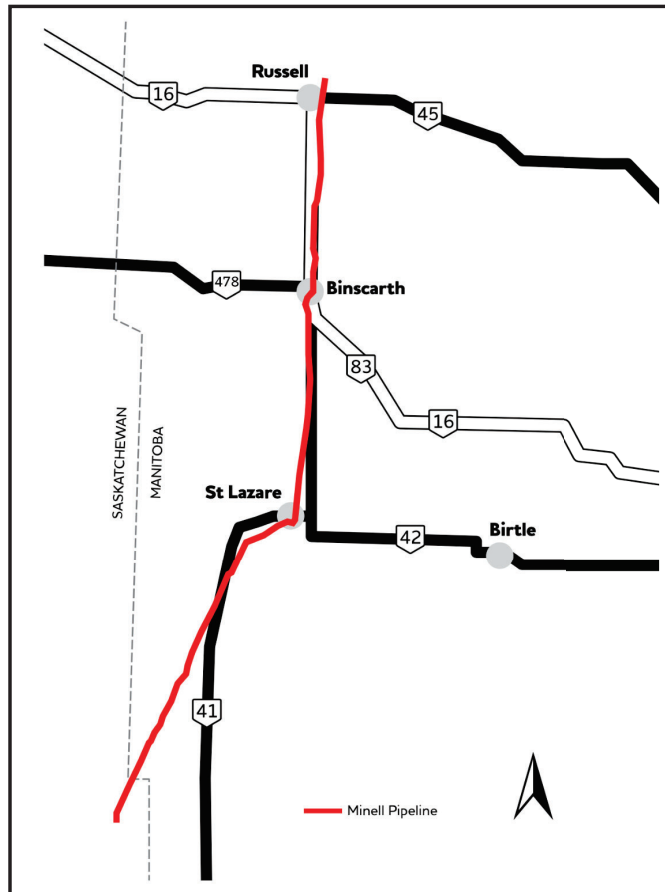 Russell
16
45
478
Binscarth
83
16
SASKATCHEWAN
MANITOBA
St Lazare
42
Birtle
41
Minell Pipeline